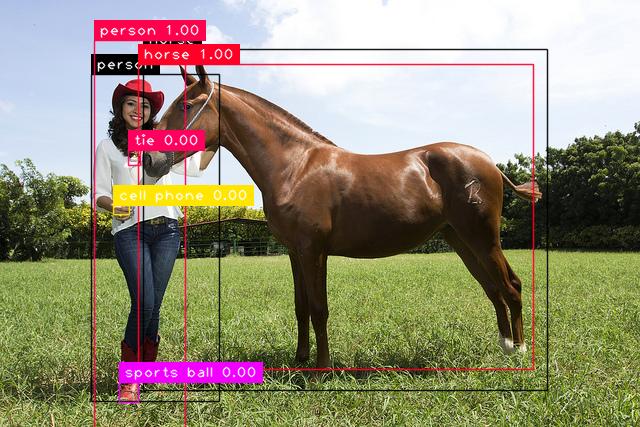 person 1.00
horse 1.00
person
tie 0.00
cell phone 0.00
sports ball 0.00